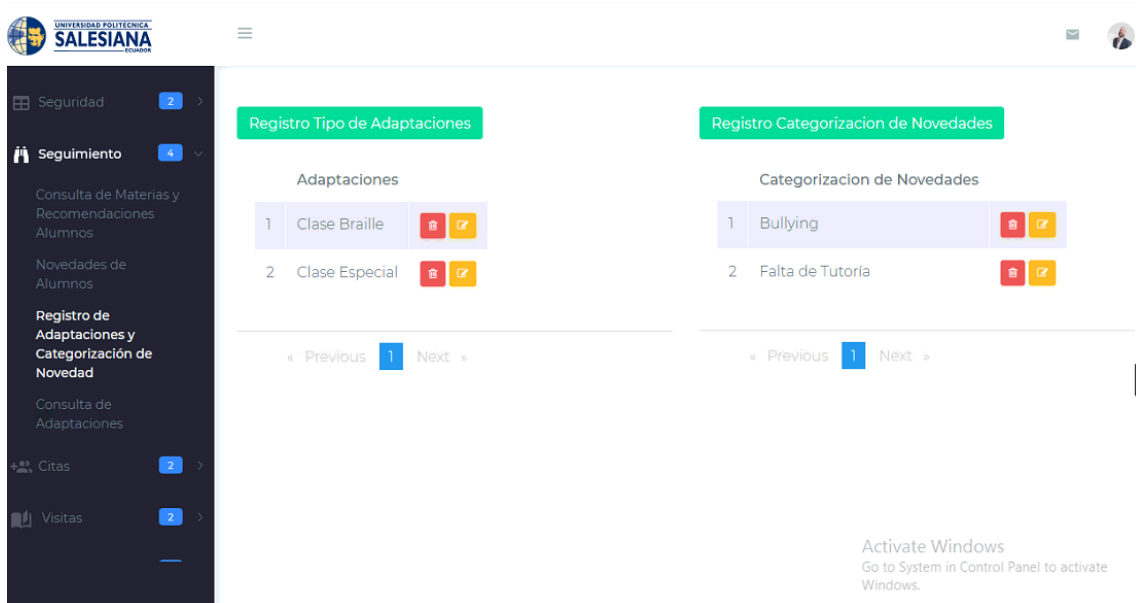 UNIVERSIDAD POLITÉCNICA
SALESIANA
ECUADOR
Seguridad 2
Seguimiento 4
Consulta de Materias y
Recomendaciones
Alumnos
Novedades de
Alumnos
Registro de
Adaptaciones y
Categorización de
Novedad
Consulta de
Adaptaciones
Citas 2
Visitas 2
Registro Tipo de Adaptaciones
Adaptaciones
1 Clase Braille
2 Clase Especial
« Previous 1 Next »
Registro Categorizacion de Novedades
Categorizacion de Novedades
1 Bullying
2 Falta de Tutoría
« Previous 1 Next »
Activate Windows
Go to System in Control Panel to activate
Windows.